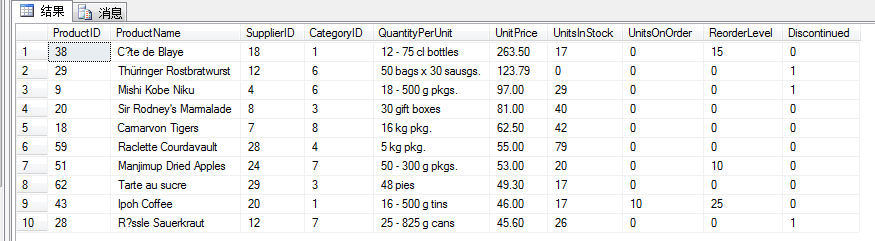 结果 消息
ProductID ProductName SupplierID CategoryID QuantityPerUnit UnitPrice UnitsInStock UnitsOnOrder ReorderLevel Discontinued
1 38 C?te de Blaye 18 1 12 - 75 cl bottles 263.50 17 0 15 0
2 29 Thüringer Rostbratwurst 12 6 50 bags x 30 sausgs. 123.79 0 0 0 1
3 9 Mishi Kobe Niku 4 6 18 - 500 g pkgs. 97.00 29 0 0 1
4 20 Sir Rodney's Marmalade 8 3 30 gift boxes 81.00 40 0 0 0
5 18 Carnarvon Tigers 7 8 16 kg pkg. 62.50 42 0 0 0
6 59 Raclette Courdavault 28 4 5 kg pkg. 55.00 79 0 0 0
7 51 Manjimup Dried Apples 24 7 50 - 300 g pkgs. 53.00 20 0 10 0
8 62 Tarte au sucre 29 3 48 pies 49.30 17 0 0 0
9 43 Ipoh Coffee 20 1 16 - 500 g tins 46.00 17 10 25 0
10 28 R?ssle Sauerkraut 12 7 25 - 825 g cans 45.60 26 0 0 1